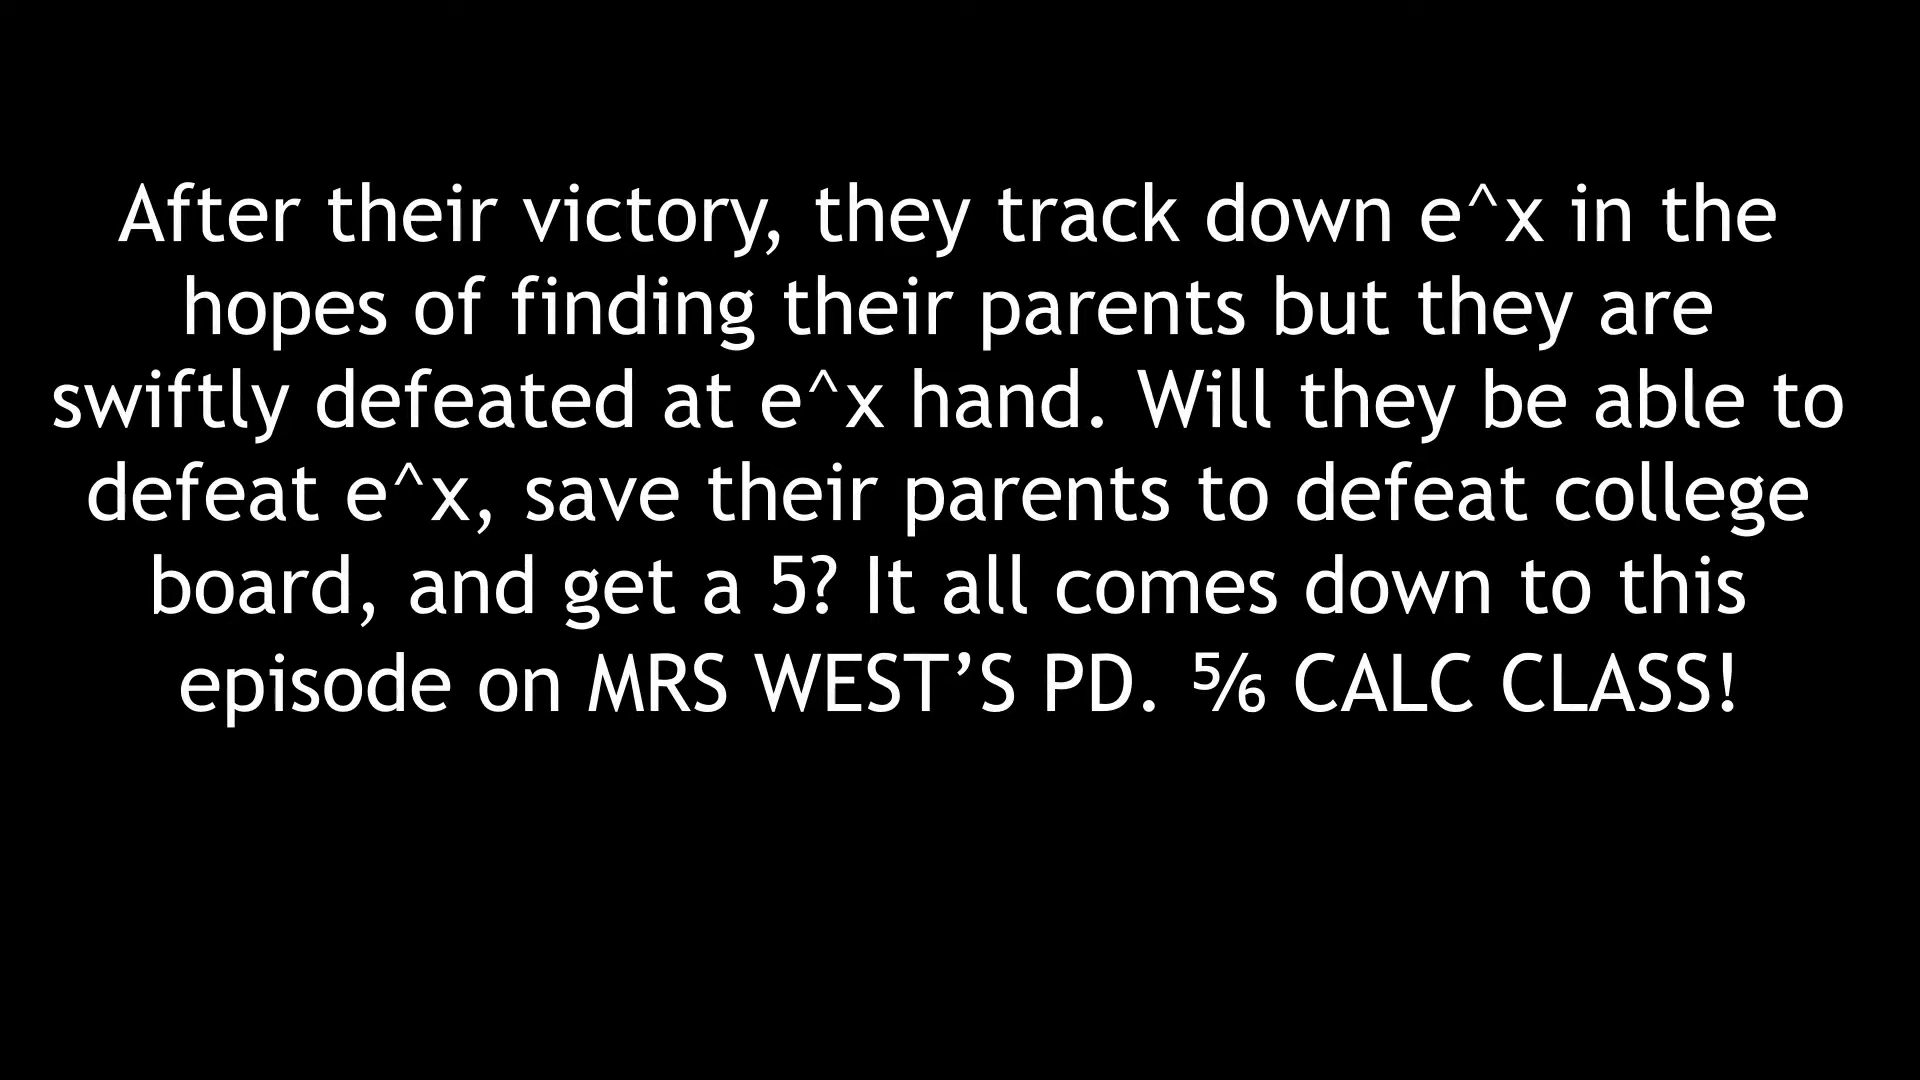 After their victory, they track down e^x in the
hopes of finding their parents but they are
swiftly defeated at e^x hand. Will they be able to
defeat e^x, save their parents to defeat college
board, and get a 5? It all comes down to this
episode on MRS WEST’S PD. ⅚ CALC CLASS!